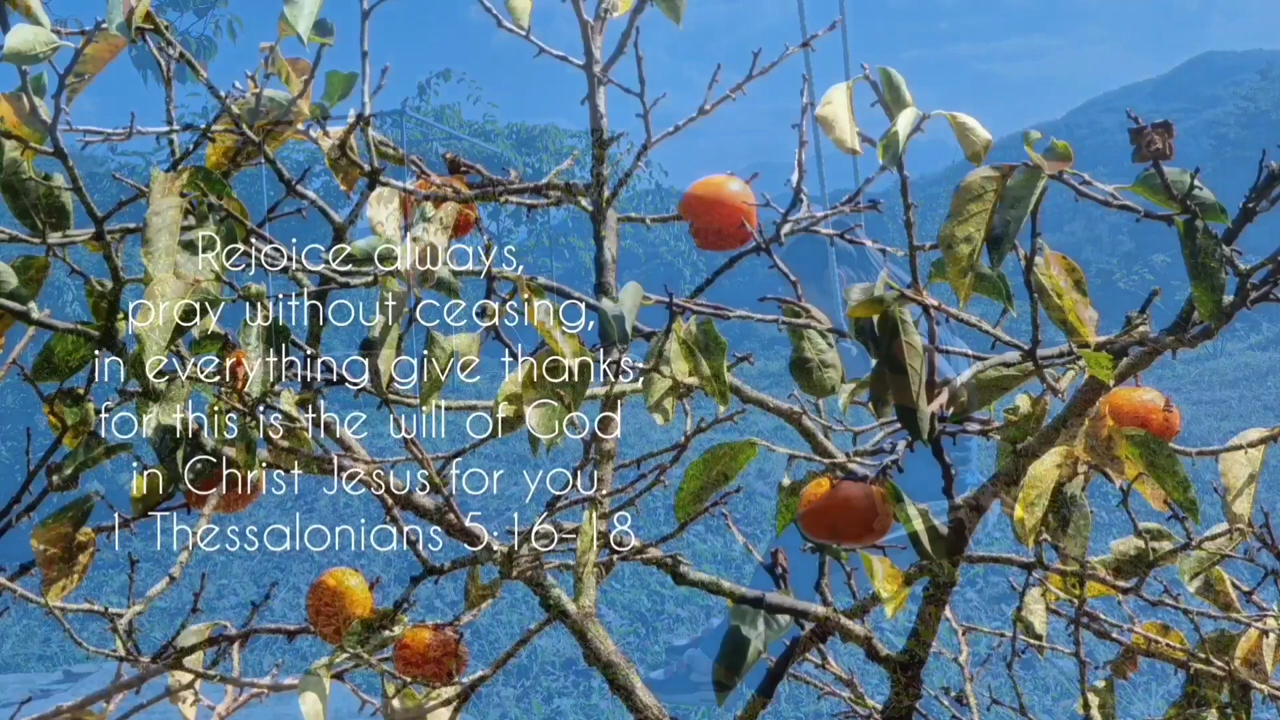 Rejoice always,
pray without ceasing,
in everything give thanks;
for this is the will of God
in Christ Jesus for you
1 Thessalonians 5:16-18